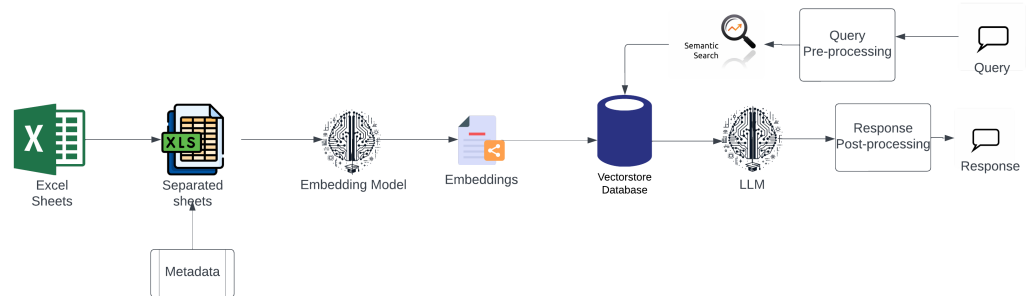 Query
Pre-processing
Semantic
Search
Query
X
XLS
Response
Post-processing
Excel
Sheets
Separated
sheets
Embedding Model
Embeddings
Vectorstore
Database
LLM
Response
Metadata